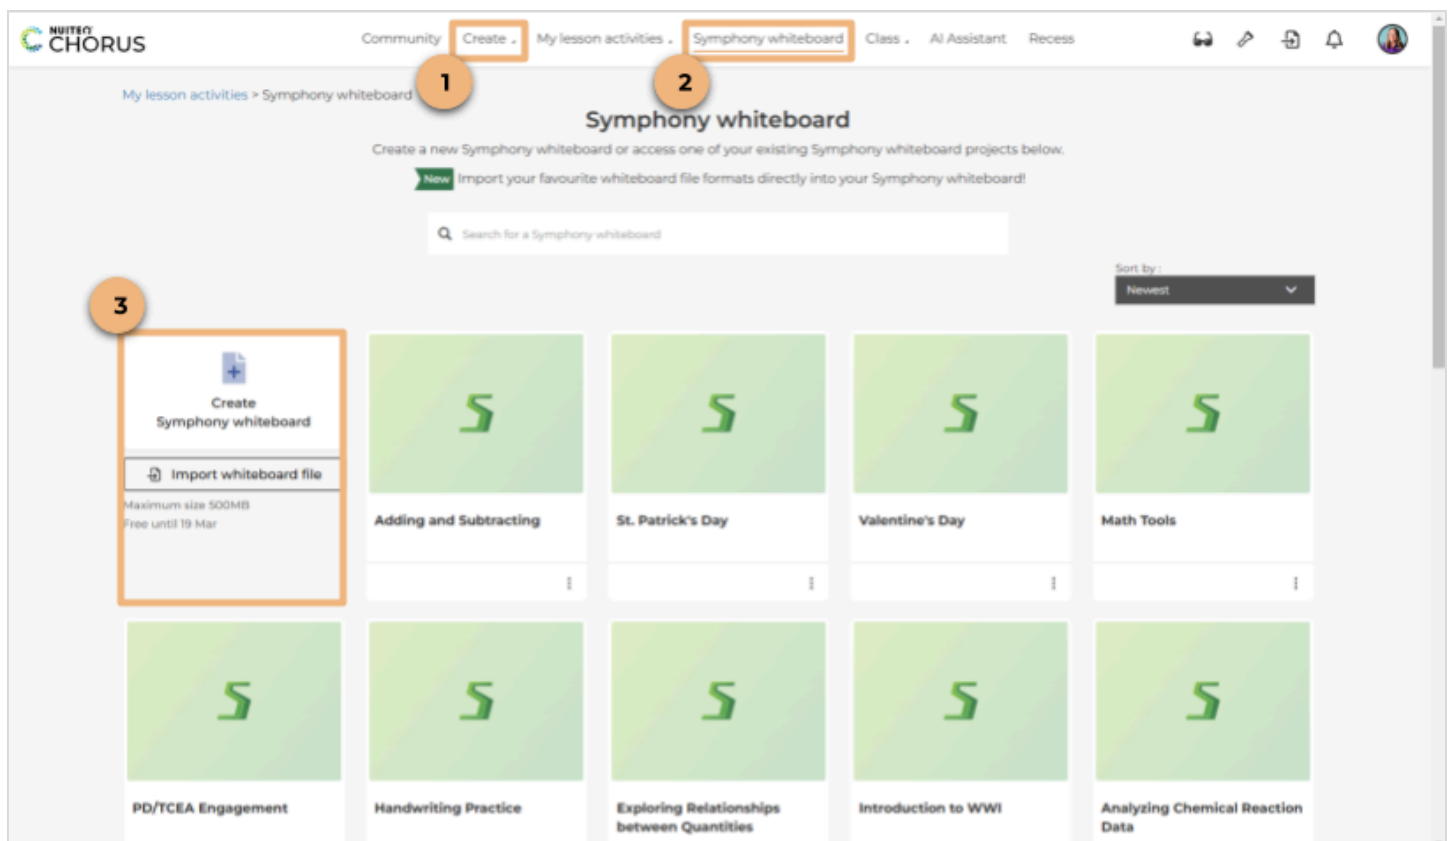 NUITEQ
CHORUS
Community Create My lesson activities Symphony whiteboard Class AI Assistant Recess
1
2
My lesson activities > Symphony whiteboard
Symphony whiteboard
Create a new Symphony whiteboard or access one of your existing Symphony whiteboard projects below.
New Import your favourite whiteboard file formats directly into your Symphony whiteboard!
Search for a Symphony whiteboard
Sort by :
Newest
3
Create
Symphony whiteboard
Import whiteboard file
Maximum size 500MB
Free until 19 Mar
Adding and Subtracting
St. Patrick's Day
Valentine's Day
Math Tools
PD/TCEA Engagement
Handwriting Practice
Exploring Relationships
between Quantities
Introduction to WWI
Analyzing Chemical Reaction
Data